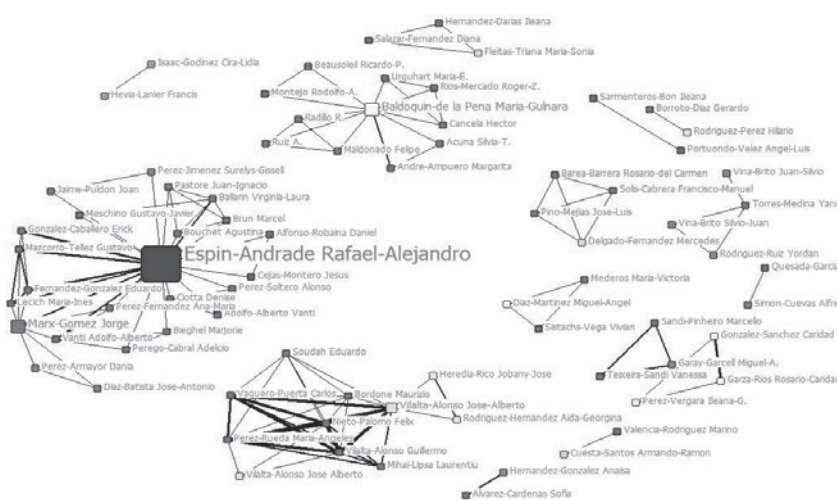 Hernandez-Darias Ileana
Salazar-Fernandez Diana
Fleitas-Triana Maria-Sonia
Isaac-Godinez Cira-Lidia
Hevia-Lanier Francis
Beausoleil Ricardo-P.
Urquhart Maria-E.
Montejo Rodolfo-A.
Rios-Mercado Roger-Z.
Baldoquin-de la Pena Maria-Gulnara
Radillo R.
Cancela Hector
Ruiz A.
Maldonado Felipe
Acuna Silvia-T.
Andre-Ampuero Margarita
Sarmenteros-Bon Ileana
Borroto-Diaz Gerardo
Rodriguez-Perez Hilario
Portuondo-Velez Angel-Luis
Perez-Jimenez Surelys-Gissell
Jaime-Puldon Joan
Pastore Juan-Ignacio
Ballarin Virginia-Laura
Meschino Gustavo-Javier
Brun Marcel
Gonzalez-Caballero Erick
Bouchet Agustina
Alfonso-Robaina Daniel
Mazcorro-Tellez Gustavo
Espin-Andrade Rafael-Alejandro
Fernandez-Gonzalez Eduardo
Cejas-Montero Jesus
Lecich Maria-Ines
Ciotta Denise
Perez-Soltero Alonso
Perez-Fernandez Ana-Maria
Adolfo-Alberto Vanti
Marx-Gomez Jorge
Vanti Adolfo-Alberto
Bieghel Marjorie
Perego-Cabral Adelcio
Perez-Armayor Dania
Diaz-Batista Jose-Antonio
Barea-Barrera Rosario-del Carmen
Solis-Cabrera Francisco-Manuel
Pino-Mejias Jose-Luis
Delgado-Fernandez Mercedes
Vina-Brito Juan-Silvio
Torres-Medina Yani
Vina-Brito Silvio-Juan
Rodriguez-Ruiz Yordan
Mederos Maria-Victoria
Diaz-Martinez Miguel-Angel
Sistachs-Vega Vivian
Quesada-Garcia
Simon-Cuevas Alfre
Sandi-Pinheiro Marcello
Gonzalez-Sanchez Caridad
Garay-Garcell Miguel-A.
Teixeira-Sandi Vanessa
Garza-Rios Rosario-Caridad
Perez-Vergara Ileana-G.
Soudah Eduardo
Vaquero-Puerta Carlos
Bordone Maurizio
Heredia-Rico Jobany-Jose
Vilalta-Alonso Jose-Alberto
Nieto-Palomo Felix
Rodriguez-Hernandez Aida-Georgina
Perez-Rueda Maria-Angeles
Vilalta-Alonso Guillermo
Mihai-Lipsa Laurentiu
Vilalta-Alonso Jose Alberto
Valencia-Rodriguez Marino
Cuesta-Santos Armando-Ramon
Hernandez-Gonzalez Anaisa
Alvarez-Cardenas Sofia